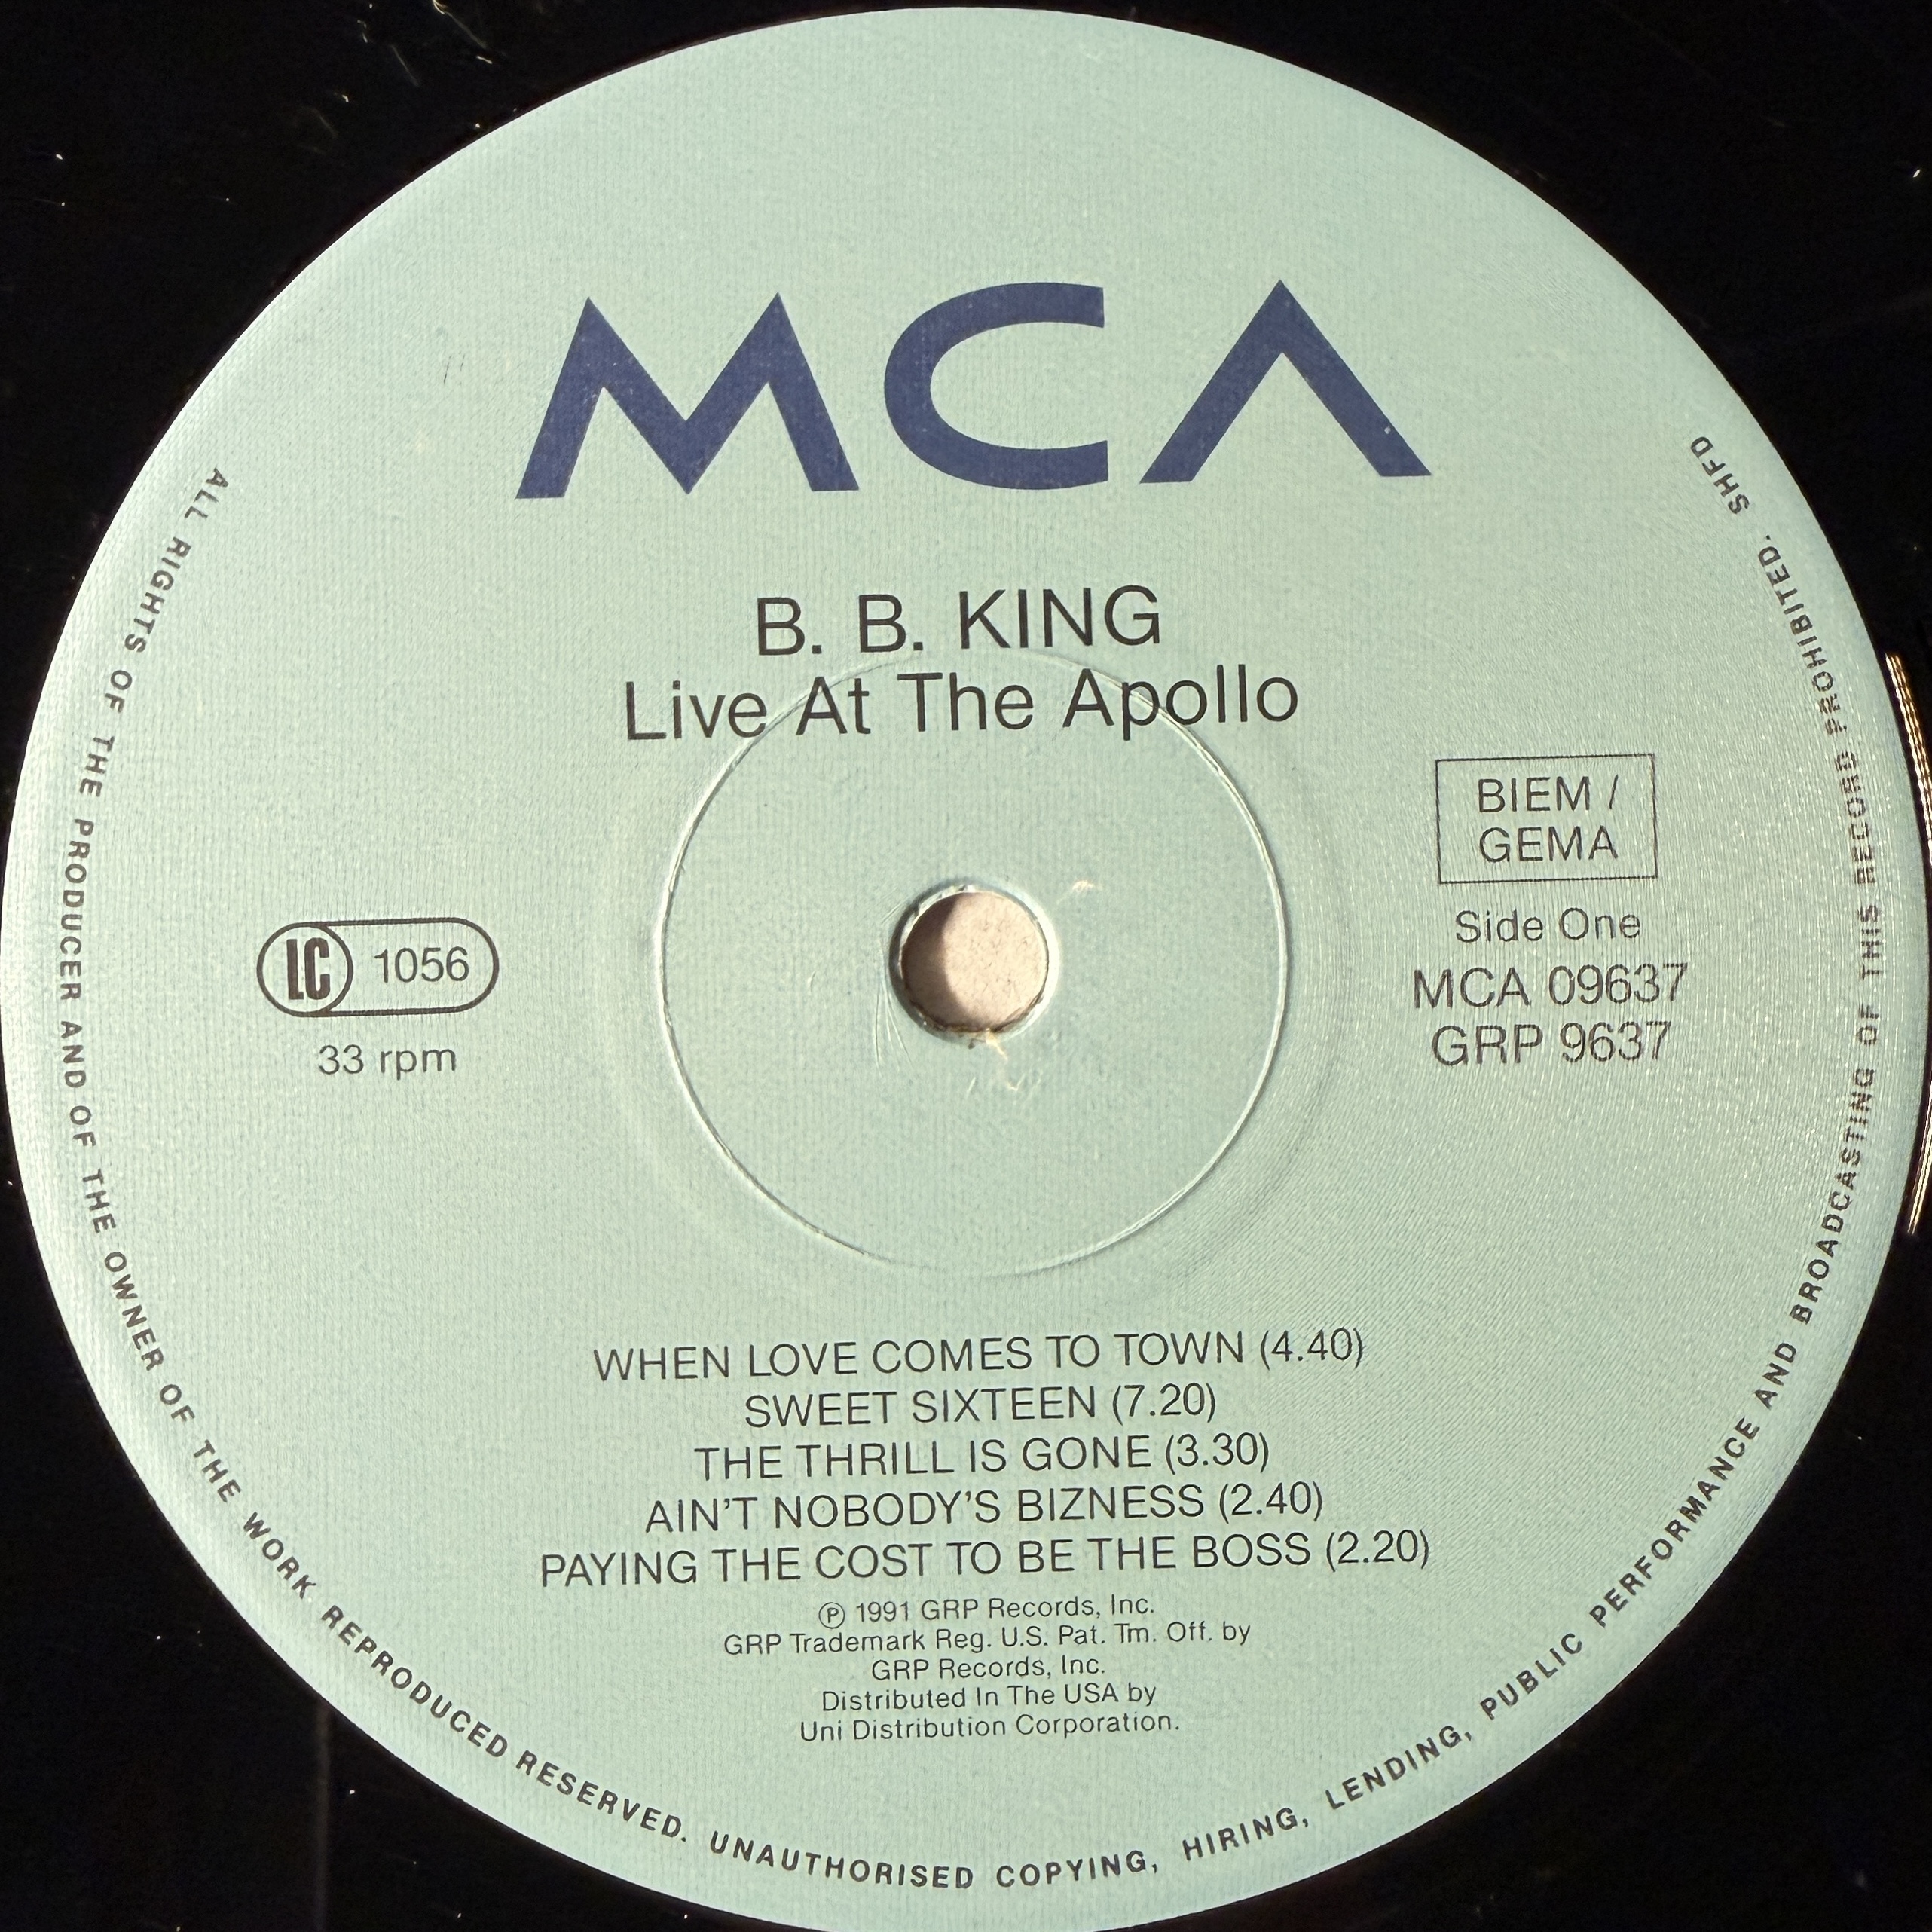 MCA
B. B. KING
Live At The Apollo
BIEM /
GEMA
LC 1056
33 rpm
Side One
MCA 09637
GRP 9637
WHEN LOVE COMES TO TOWN (4.40)
SWEET SIXTEEN (7.20)
THE THRILL IS GONE (3.30)
AIN'T NOBODY'S BIZNESS (2.40)
PAYING THE COST TO BE THE BOSS (2.20)
℗ 1991 GRP Records, Inc.
GRP Trademark Reg. U.S. Pat. Tm. Off. by
GRP Records, Inc.
Distributed In The USA by
Uni Distribution Corporation.
ALL RIGHTS OF THE PRODUCER AND OF THE OWNER OF THE WORK REPRODUCED RESERVED. UNAUTHORISED COPYING, HIRING, LENDING, PUBLIC PERFORMANCE AND BROADCASTING OF THIS RECORD PROHIBITED. SHFD